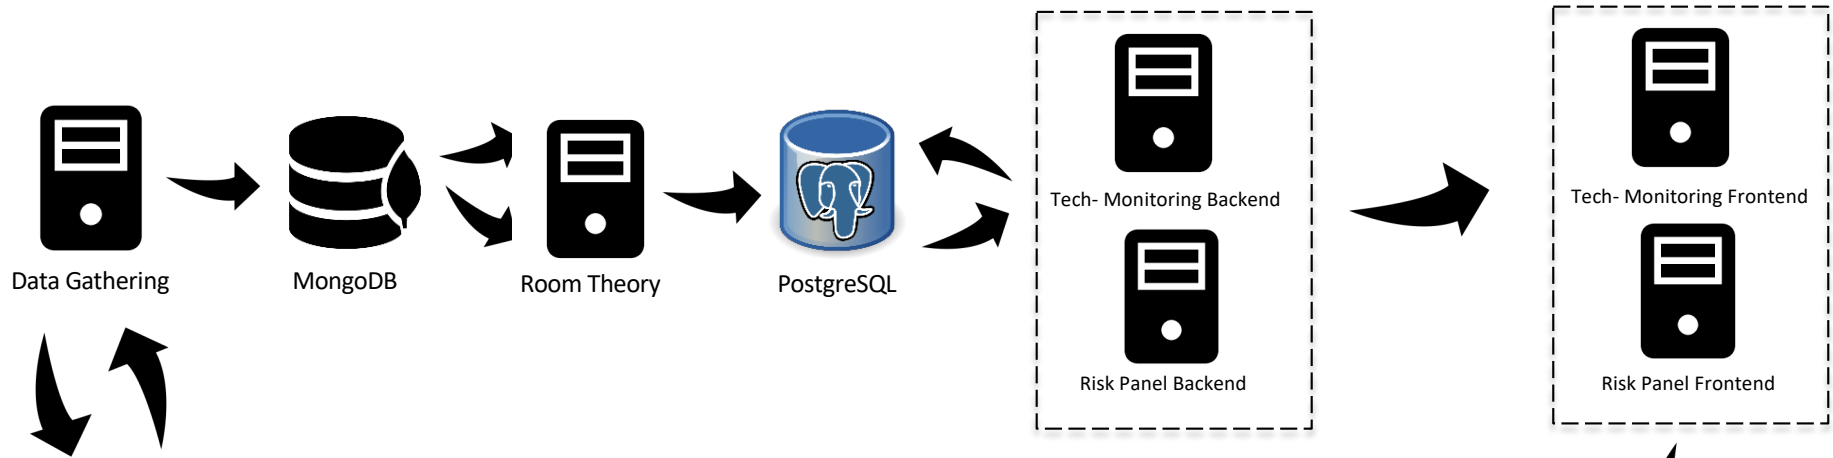 Data Gathering
MongoDB
Room Theory
PostgreSQL
Tech- Monitoring Backend
Risk Panel Backend
Tech- Monitoring Frontend
Risk Panel Frontend